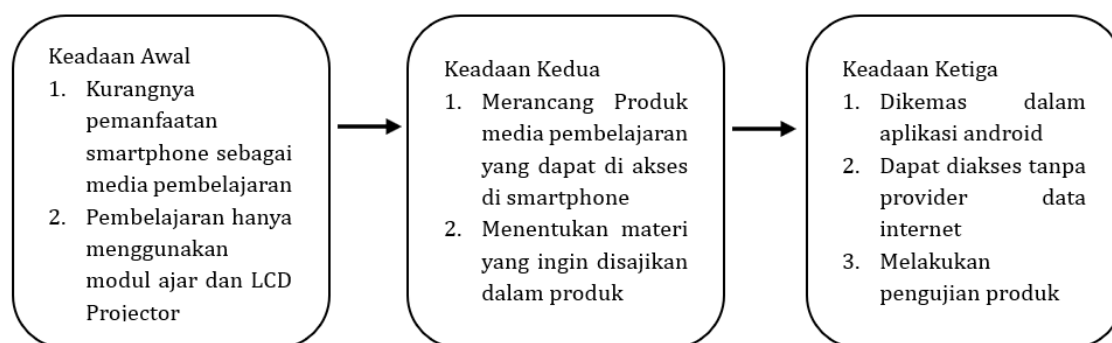 Keadaan Awal
1. Kurangnya
pemanfaatan
smartphone sebagai
media pembelajaran
2. Pembelajaran hanya
menggunakan
modul ajar dan LCD
Projector
Keadaan Kedua
1. Merancang Produk
media pembelajaran
yang dapat di akses
di smartphone
2. Menentukan materi
yang ingin disajikan
dalam produk
Keadaan Ketiga
1. Dikemas dalam
aplikasi android
2. Dapat diakses tanpa
provider data
internet
3. Melakukan
pengujian produk